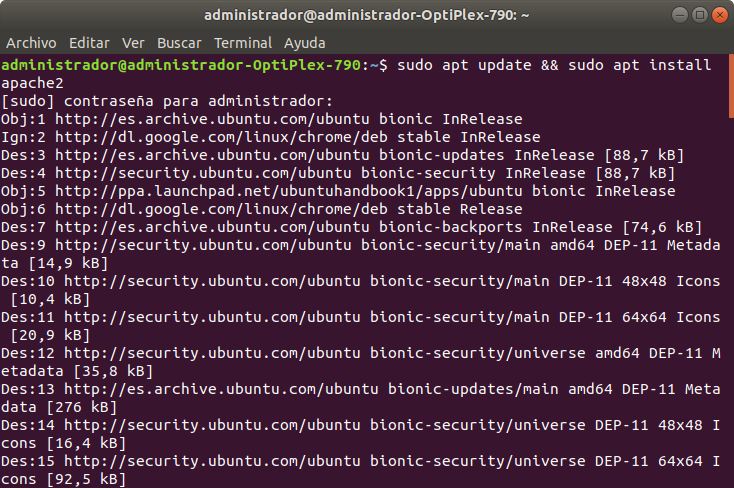 administrador@administrador-OptiPlex-790: ~
Archivo Editar Ver Buscar Terminal Ayuda
administrador@administrador-OptiPlex-790:~$ sudo apt update && sudo apt install
apache2
[sudo] contraseña para administrador:
Obj:1 http://es.archive.ubuntu.com/ubuntu bionic InRelease
Ign:2 http://dl.google.com/linux/chrome/deb stable InRelease
Des:3 http://es.archive.ubuntu.com/ubuntu bionic-updates InRelease [88,7 kB]
Des:4 http://security.ubuntu.com/ubuntu bionic-security InRelease [88,7 kB]
Obj:5 http://ppa.launchpad.net/ubuntuhandbook1/apps/ubuntu bionic InRelease
Obj:6 http://dl.google.com/linux/chrome/deb stable Release
Des:7 http://es.archive.ubuntu.com/ubuntu bionic-backports InRelease [74,6 kB]
Des:9 http://security.ubuntu.com/ubuntu bionic-security/main amd64 DEP-11 Metada
ta [14,9 kB]
Des:10 http://security.ubuntu.com/ubuntu bionic-security/main DEP-11 48x48 Icons
 [10,4 kB]
Des:11 http://security.ubuntu.com/ubuntu bionic-security/main DEP-11 64x64 Icons
 [20,9 kB]
Des:12 http://security.ubuntu.com/ubuntu bionic-security/universe amd64 DEP-11 M
etadata [35,8 kB]
Des:13 http://es.archive.ubuntu.com/ubuntu bionic-updates/main amd64 DEP-11 Meta
data [276 kB]
Des:14 http://security.ubuntu.com/ubuntu bionic-security/universe DEP-11 48x48 I
cons [16,4 kB]
Des:15 http://security.ubuntu.com/ubuntu bionic-security/universe DEP-11 64x64 I
cons [92,5 kB]